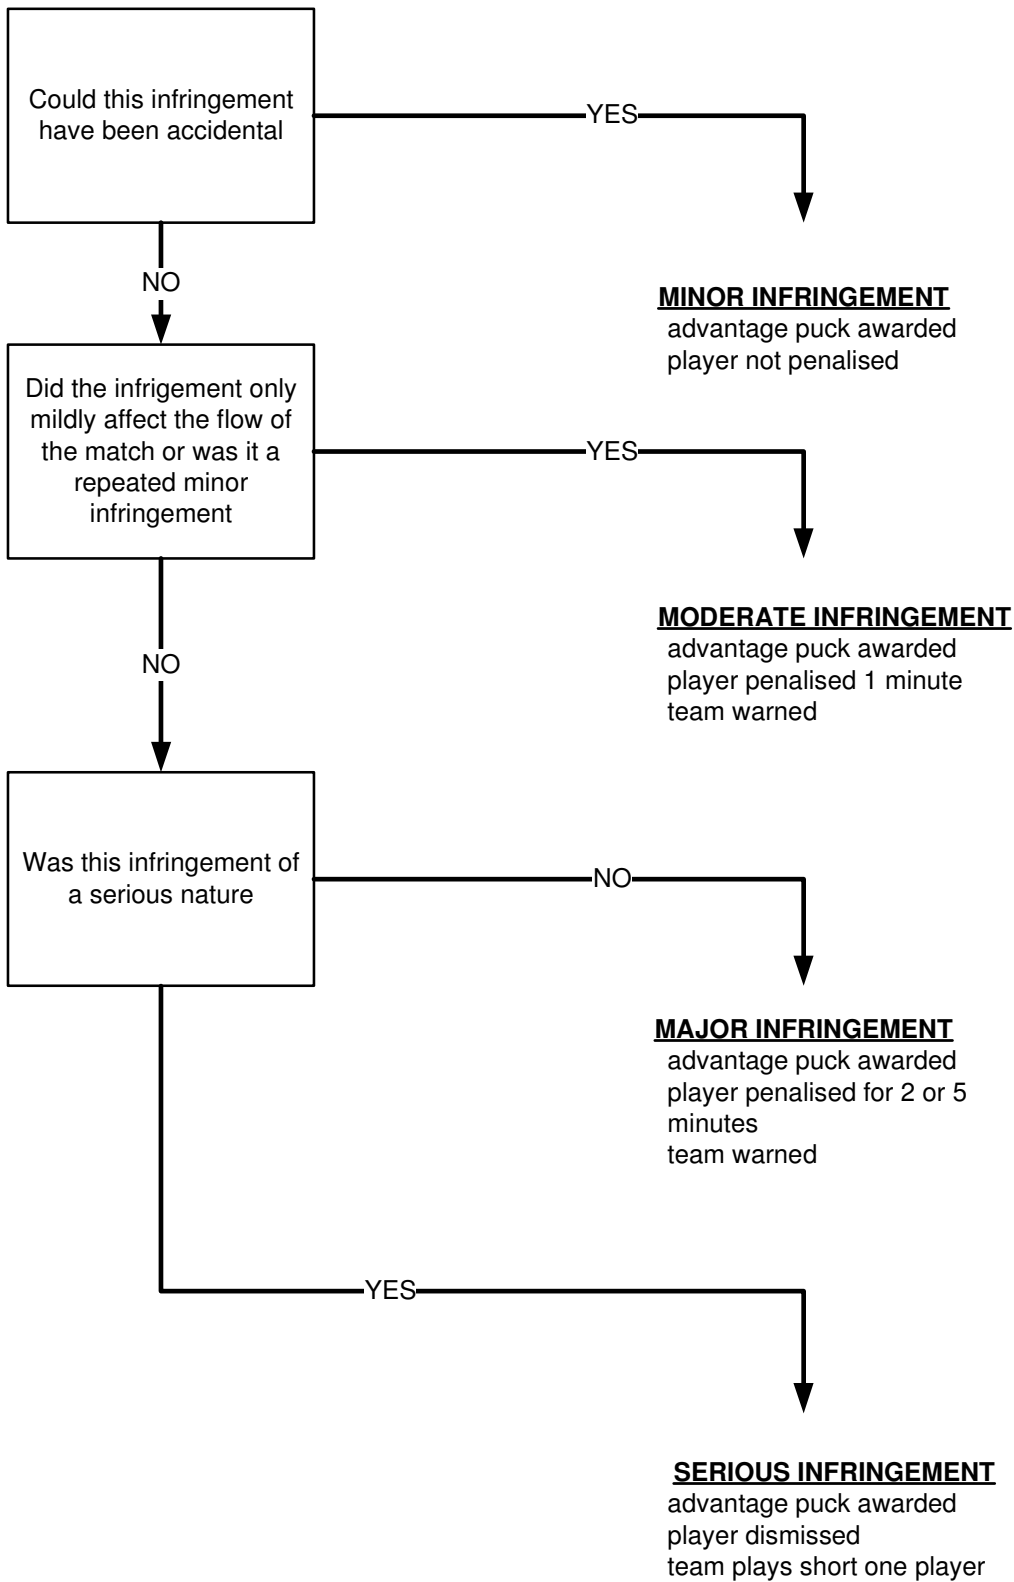 Could this infringement
have been accidental
YES
NO
MINOR INFRINGEMENT
advantage puck awarded
player not penalised
Did the infrigement only
mildly affect the flow of
the match or was it a
repeated minor
infringement
YES
NO
MODERATE INFRINGEMENT
advantage puck awarded
player penalised 1 minute
team warned
Was this infringement of
a serious nature
NO
MAJOR INFRINGEMENT
advantage puck awarded
player penalised for 2 or 5
minutes
team warned
YES
SERIOUS INFRINGEMENT
advantage puck awarded
player dismissed
team plays short one player